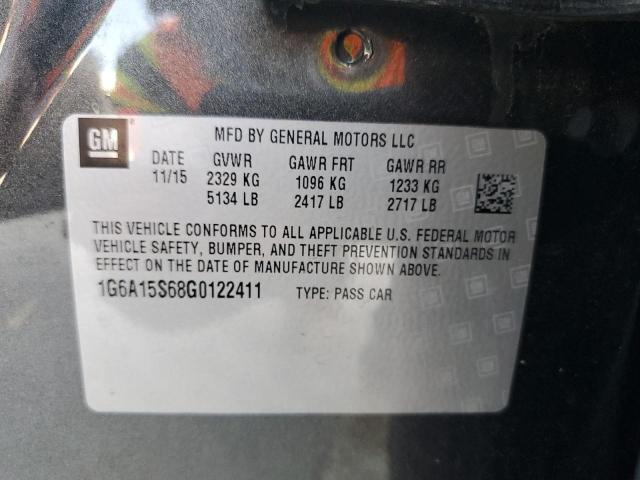 GM
MFD BY GENERAL MOTORS LLC
DATE GVWR GAWR FRT GAWR RR
11/15 2329 KG 1096 KG 1233 KG
5134 LB 2417 LB 2717 LB
THIS VEHICLE CONFORMS TO ALL APPLICABLE U.S. FEDERAL MOTOR
VEHICLE SAFETY, BUMPER, AND THEFT PREVENTION STANDARDS IN
EFFECT ON THE DATE OF MANUFACTURE SHOWN ABOVE.
1G6A15S68G0122411 TYPE: PASS CAR